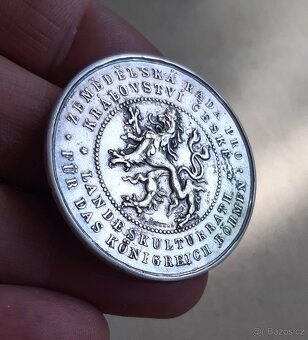 ZEMĚDĚLSKÁ RADA PRO
KRÁLOVSTVÍ ČESKÉ
LANDESKULTURRATH
FÜR DAS KÖNIGREICH BÖHMEN
© Bazos.cz